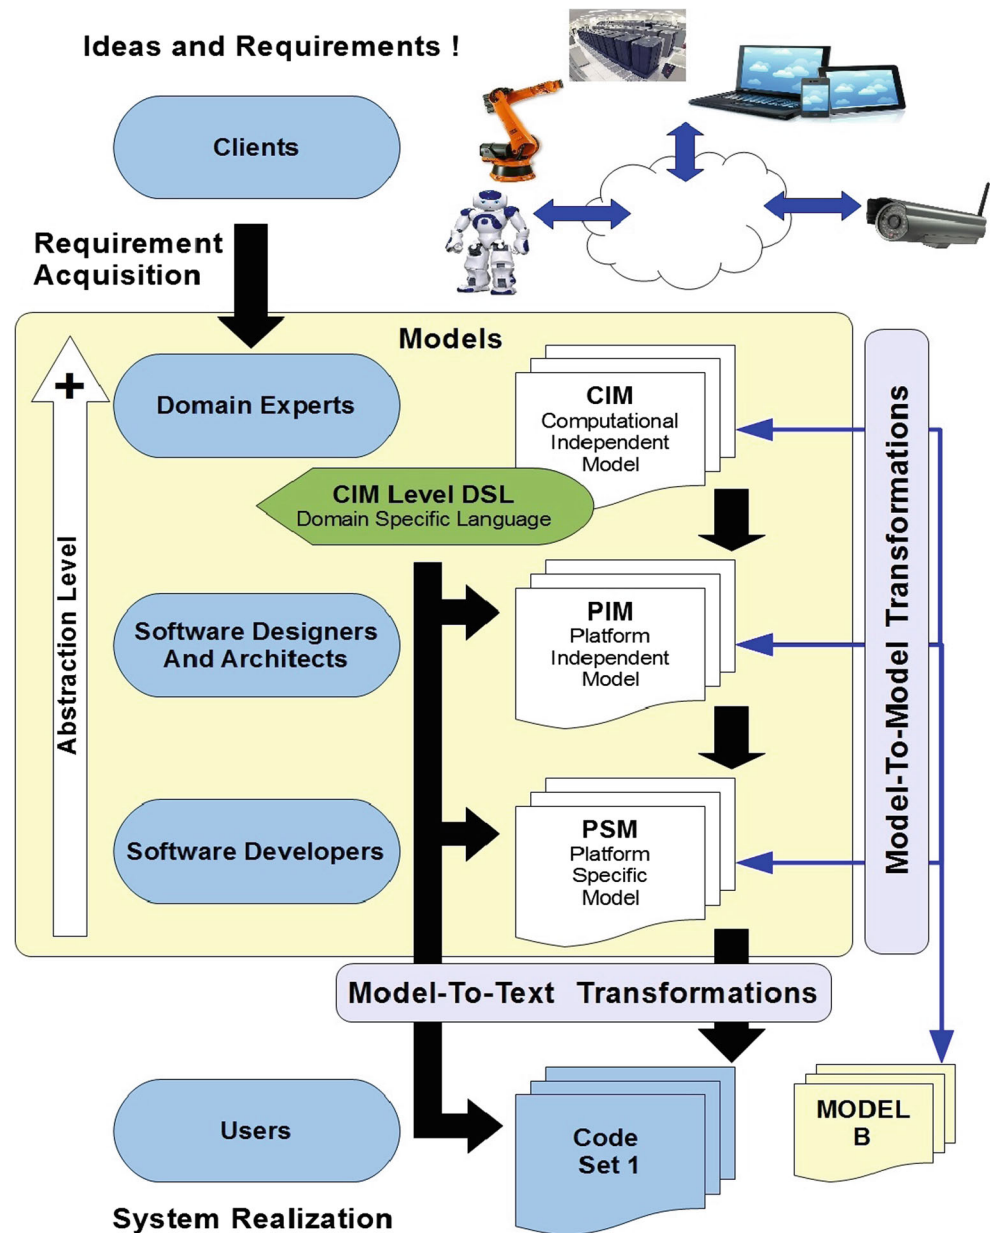 Ideas and Requirements !
Clients
Requirement
Acquisition
Models
+
Domain Experts
CIM
Computational
Independent
Model
CIM Level DSL
Domain Specific Language
Abstraction Level
Software Designers
And Architects
PIM
Platform
Independent
Model
Model-To-Model Transformations
Software Developers
PSM
Platform
Specific
Model
Model-To-Text Transformations
Users
Code
Set 1
MODEL
B
System Realization